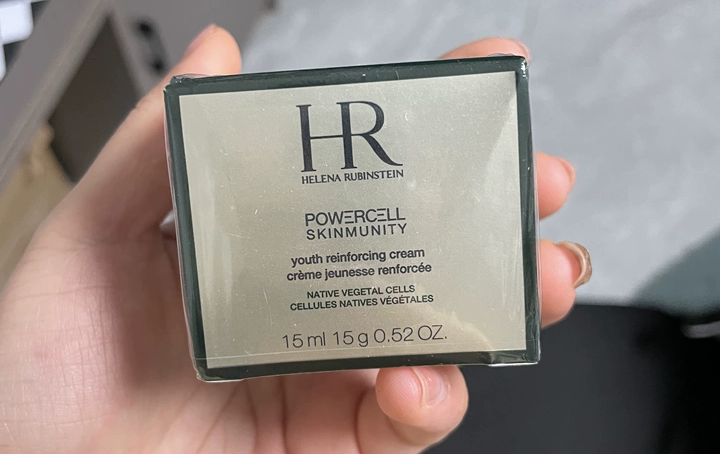 HR
HELENA RUBINSTEIN
POWERCELL
SKINMUNITY
youth reinforcing cream
crème jeunesse renforcée
NATIVE VEGETAL CELLS
CELLULES NATIVES VÉGÉTALES
15 ml 15 g 0.52 OZ.